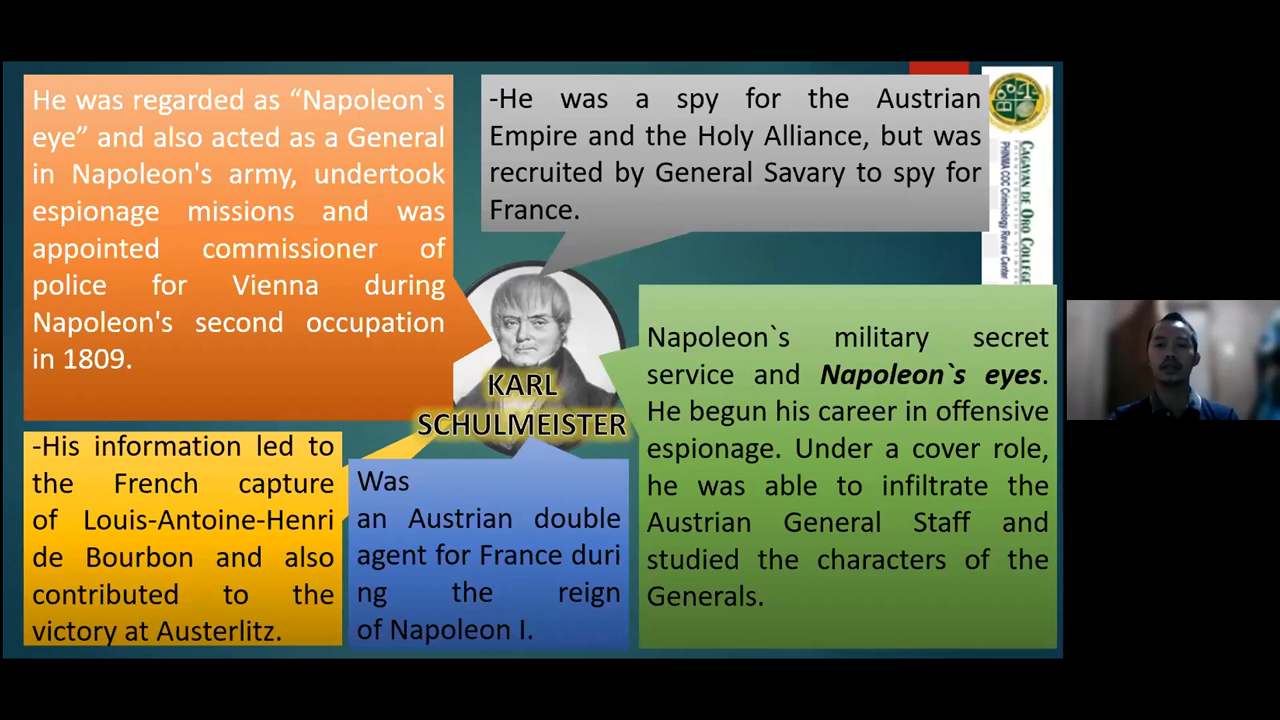 He was regarded as “Napoleon`s
eye” and also acted as a General
in Napoleon's army, undertook
espionage missions and was
appointed commissioner of
police for Vienna during
Napoleon's second occupation
in 1809.
-He was a spy for the Austrian
Empire and the Holy Alliance, but was
recruited by General Savary to spy for
France.
CAGAYAN DE ORO COLLEGE
PHINMA COC Criminology Review Center
KARL
SCHULMEISTER
Napoleon`s military secret
service and Napoleon`s eyes.
He begun his career in offensive
espionage. Under a cover role,
he was able to infiltrate the
Austrian General Staff and
studied the characters of the
Generals.
-His information led to
the French capture
of Louis-Antoine-Henri
de Bourbon and also
contributed to the
victory at Austerlitz.
Was
an Austrian double
agent for France duri
ng the reign
of Napoleon I.